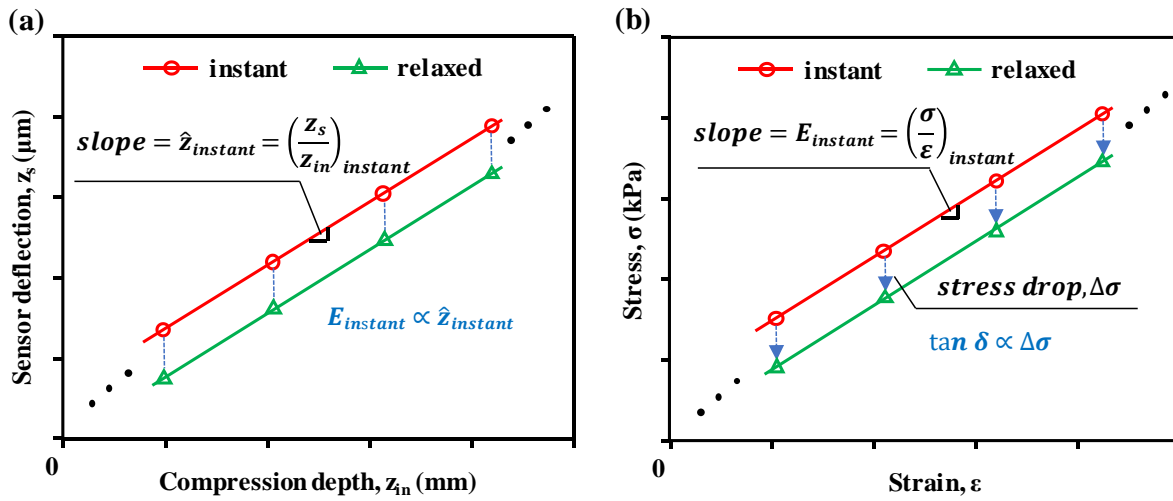 (a)
instant
relaxed
slope = ẑ_instant = (z_s / z_in)_instant
E_instant ∝ ẑ_instant
Sensor deflection, z_s (μm)
0
Compression depth, z_in (mm)
(b)
instant
relaxed
slope = E_instant = (σ / ε)_instant
stress drop, Δσ
tan δ ∝ Δσ
Stress, σ (kPa)
0
Strain, ε